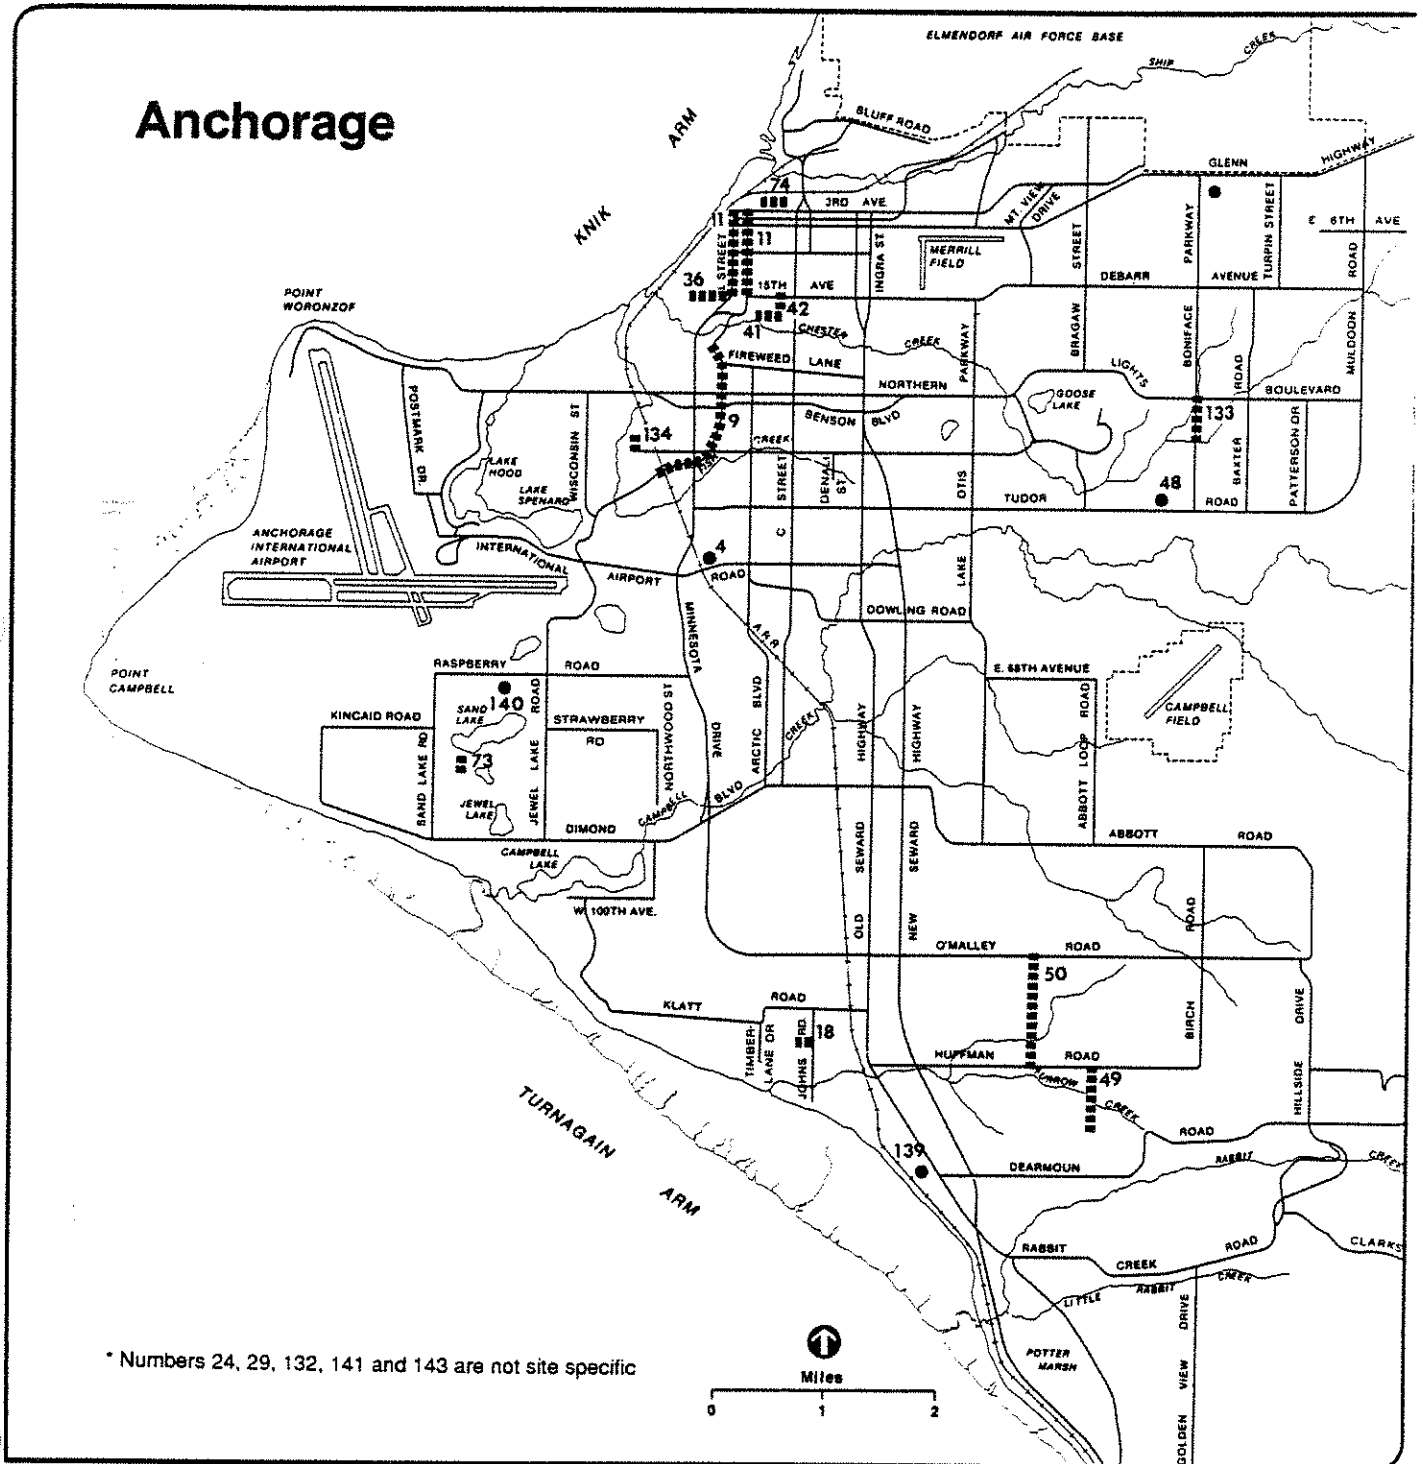 ELMENDORF AIR FORCE BASE
SHIP
CREEK
Anchorage
ARM
BLUFF ROAD
GLENN
HIGHWAY
KNIK
74
3RD AVE
MT. VIEW
DRIVE
PARKWAY
TURPIN STREET
E 6TH AVE
11
11
L STREET
INGRA ST
MERRILL
FIELD
STREET
DEBARR
AVENUE
ROAD
POINT
WORONZOF
36
15TH AVE
42
41
CHESTER
CREEK
PARKWAY
BRAGAW
BONIFACE
MULDOON
FIREWEED LANE
NORTHERN
LIGHTS
BOULEVARD
ROAD
POSTMARK DR.
WISCONSIN ST
BENSON BLVD
GOOSE
LAKE
9
133
134
CREEK
FISH
LAKE
HOOD
LAKE
SPENARD
C STREET
DENALI
ST
OTIS
TUDOR
48
ROAD
BAXTER
PATTERSON DR
ANCHORAGE
INTERNATIONAL
AIRPORT
INTERNATIONAL
AIRPORT
ROAD
4
LAKE
DOWLING ROAD
MINNESOTA
A.R.R
POINT
CAMPBELL
RASPBERRY
ROAD
E. 68TH AVENUE
140
SAND
LAKE
ROAD
KINCAID ROAD
STRAWBERRY
RD
NORTHWOOD ST
DRIVE
ARCTIC BLVD
CREEK
HIGHWAY
HIGHWAY
ABBOTT LOOP ROAD
CAMPBELL
FIELD
73
SAND LAKE RD
JEWEL LAKE
JEWEL
LAKE
DIMOND
BLVD
CAMPBELL
CAMPBELL
LAKE
ABBOTT
ROAD
SEWARD
SEWARD
W. 100TH AVE.
OLD
NEW
ROAD
O'MALLEY
ROAD
50
KLATT
ROAD
TIMBER-
LANE DR
JOHNS RD.
18
BIRCH
DRIVE
HUFFMAN
ROAD
49
CREEK
HILLSIDE
TURNAGAIN
ARM
139
DEARMOUN
ROAD
RABBIT
CREEK
RABBIT
CREEK
ROAD
CLARKS
LITTLE
RABBIT
CREEK
POTTER
MARSH
GOLDEN VIEW DRIVE
* Numbers 24, 29, 132, 141 and 143 are not site specific
Miles
0
1
2